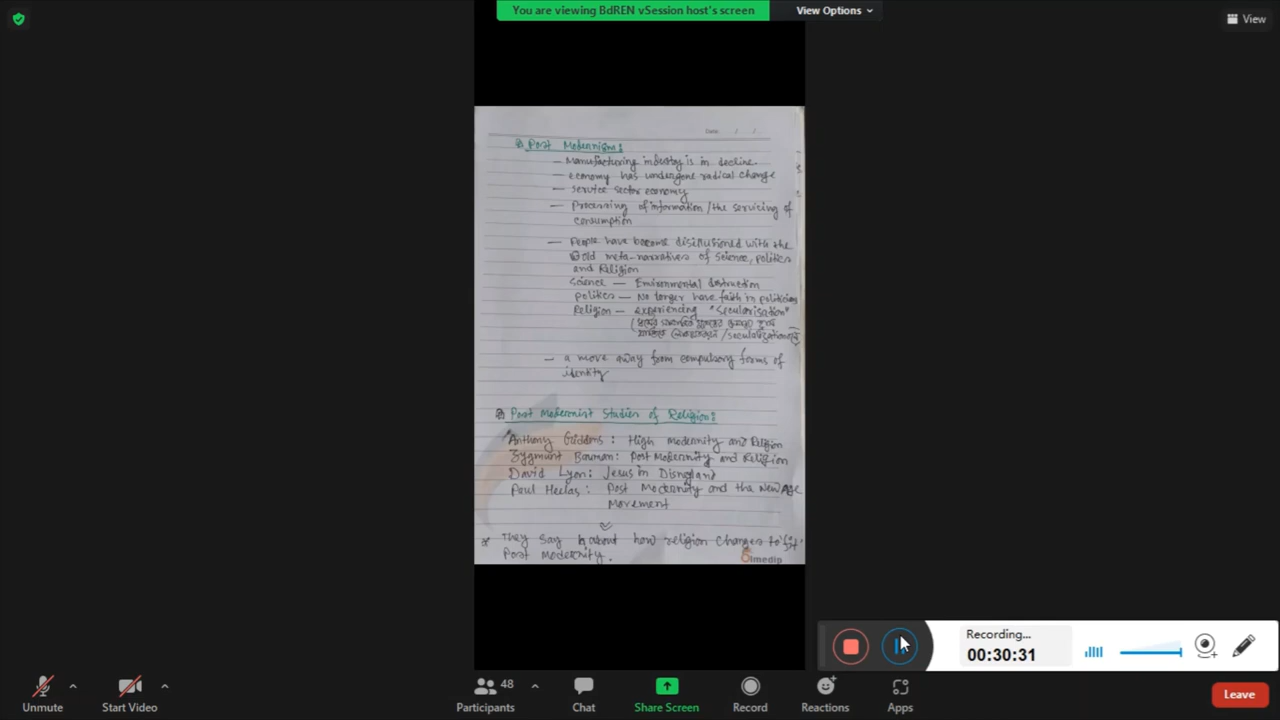 You are viewing BdREN vSession host's screen
View Options
View
Date / /
Post Modernism:
— Manufacturing industry is in decline.
— economy has undergone radical change
— service sector economy
— Processing of information/the servicing of
consumption
— People have become disillusioned with the
old meta-narratives of science, politics
and Religion
Science — Environmental destruction
politics — No longer have faith in politicians
Religion — experiencing "Secularisation"
/secularization
— a move away from compulsory forms of
identity
Post Modernist Studies of Religion:
Anthony Giddens : High modernity and Religion
Zygmunt Bauman: Post Modernity and Religion
David Lyon: Jesus in Disneyland
Paul Heelas : Post Modernity and the New Age
Movement
* They say about how religion changes to fit
Post Modernity.
Simedip
Recording...
00:30:31
48
Unmute
Start Video
Participants
Chat
Share Screen
Record
Reactions
Apps
Leave